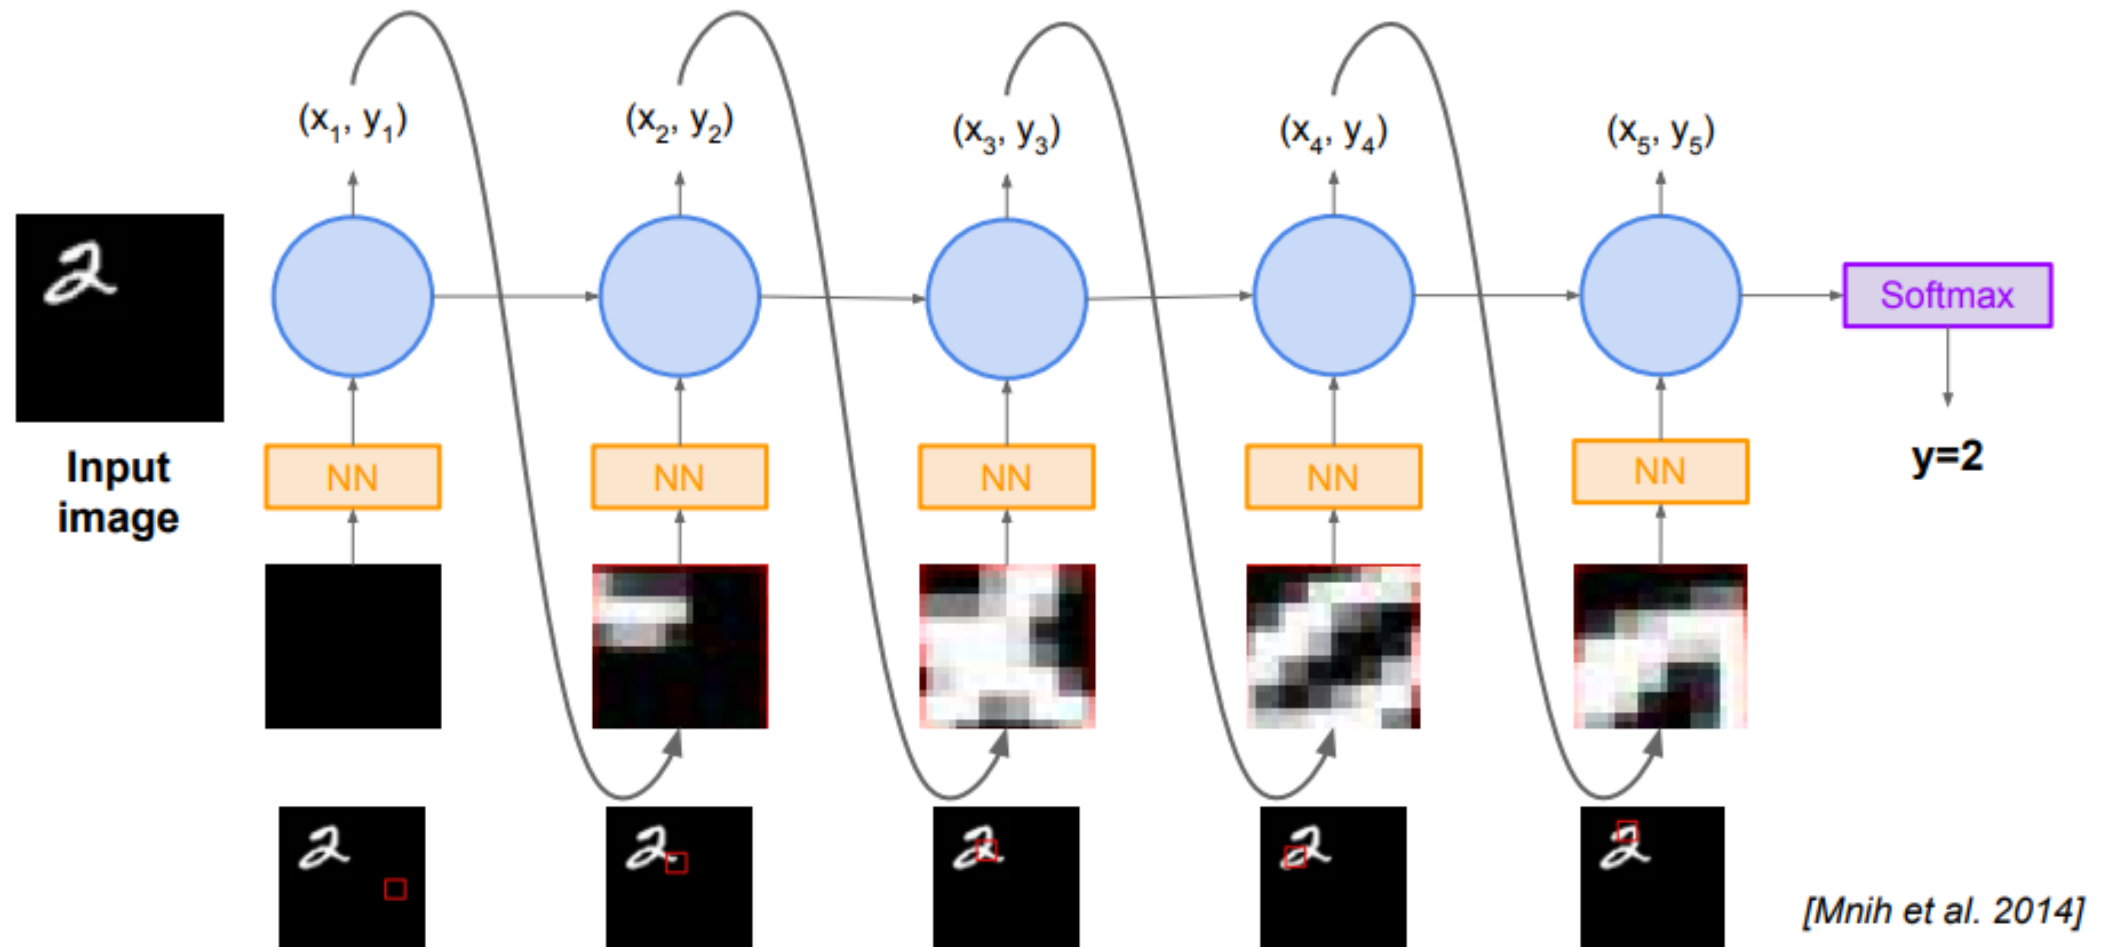 (x1, y1) (x2, y2) (x3, y3) (x4, y4) (x5, y5)
Softmax
Input
image
y=2
NN NN NN NN NN
[Mnih et al. 2014]